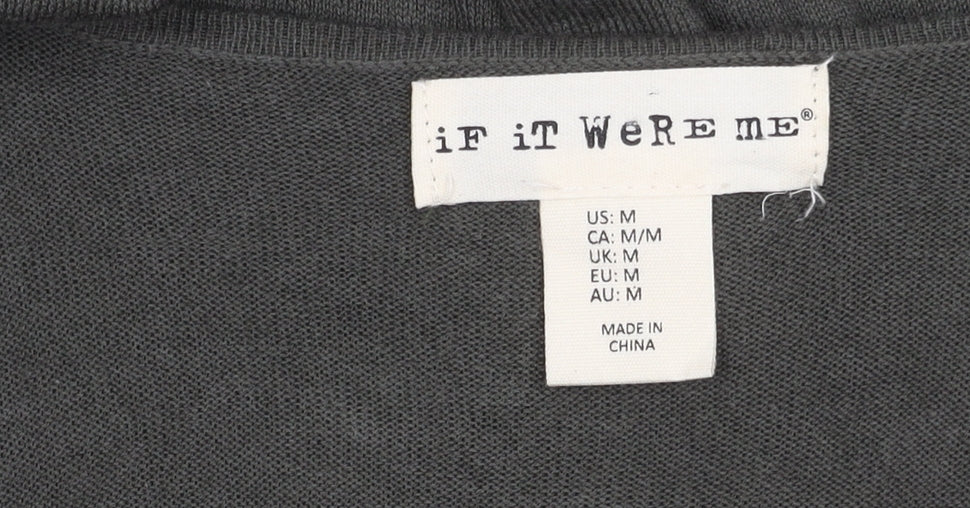 iF iT WeRE mE®
US: M
CA: M/M
UK: M
EU: M
AU: M
MADE IN
CHINA